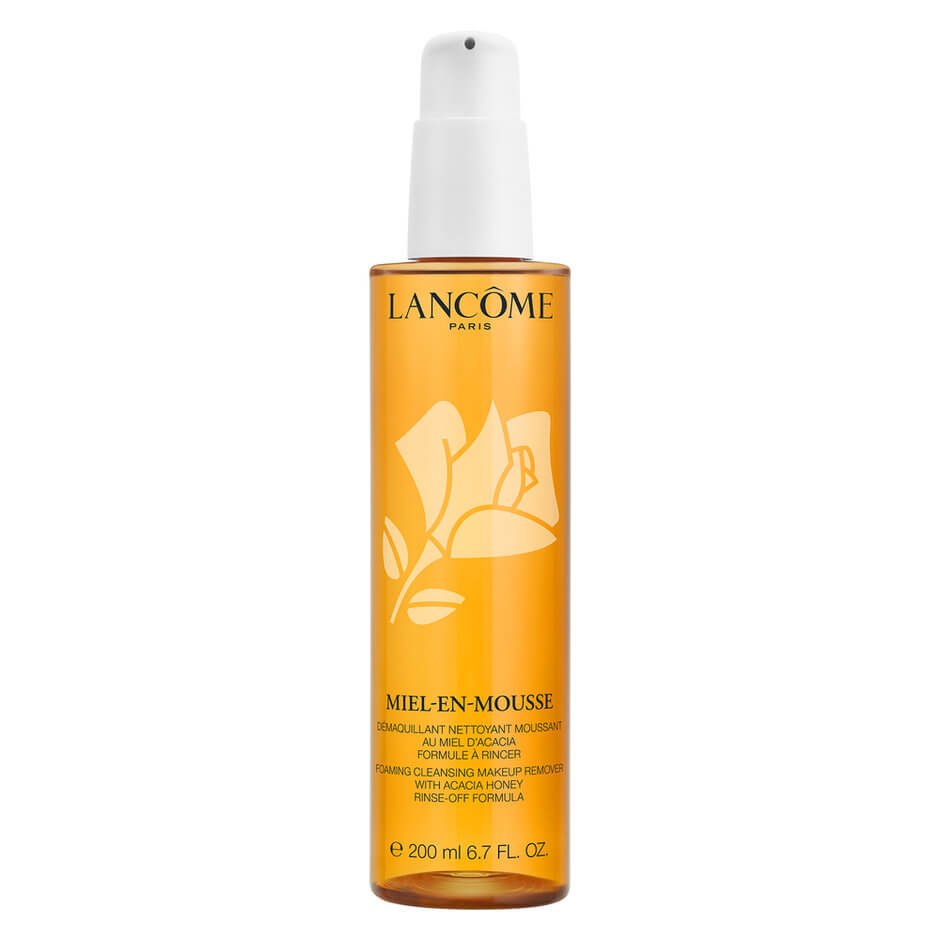 LANCÔME
PARIS
MIEL-EN-MOUSSE
DÉMAQUILLANT NETTOYANT MOUSSANT
AU MIEL D'ACACIA
FORMULE À RINCER
FOAMING CLEANSING MAKEUP REMOVER
WITH ACACIA HONEY
RINSE-OFF FORMULA
℮ 200 ml 6.7 FL. OZ.